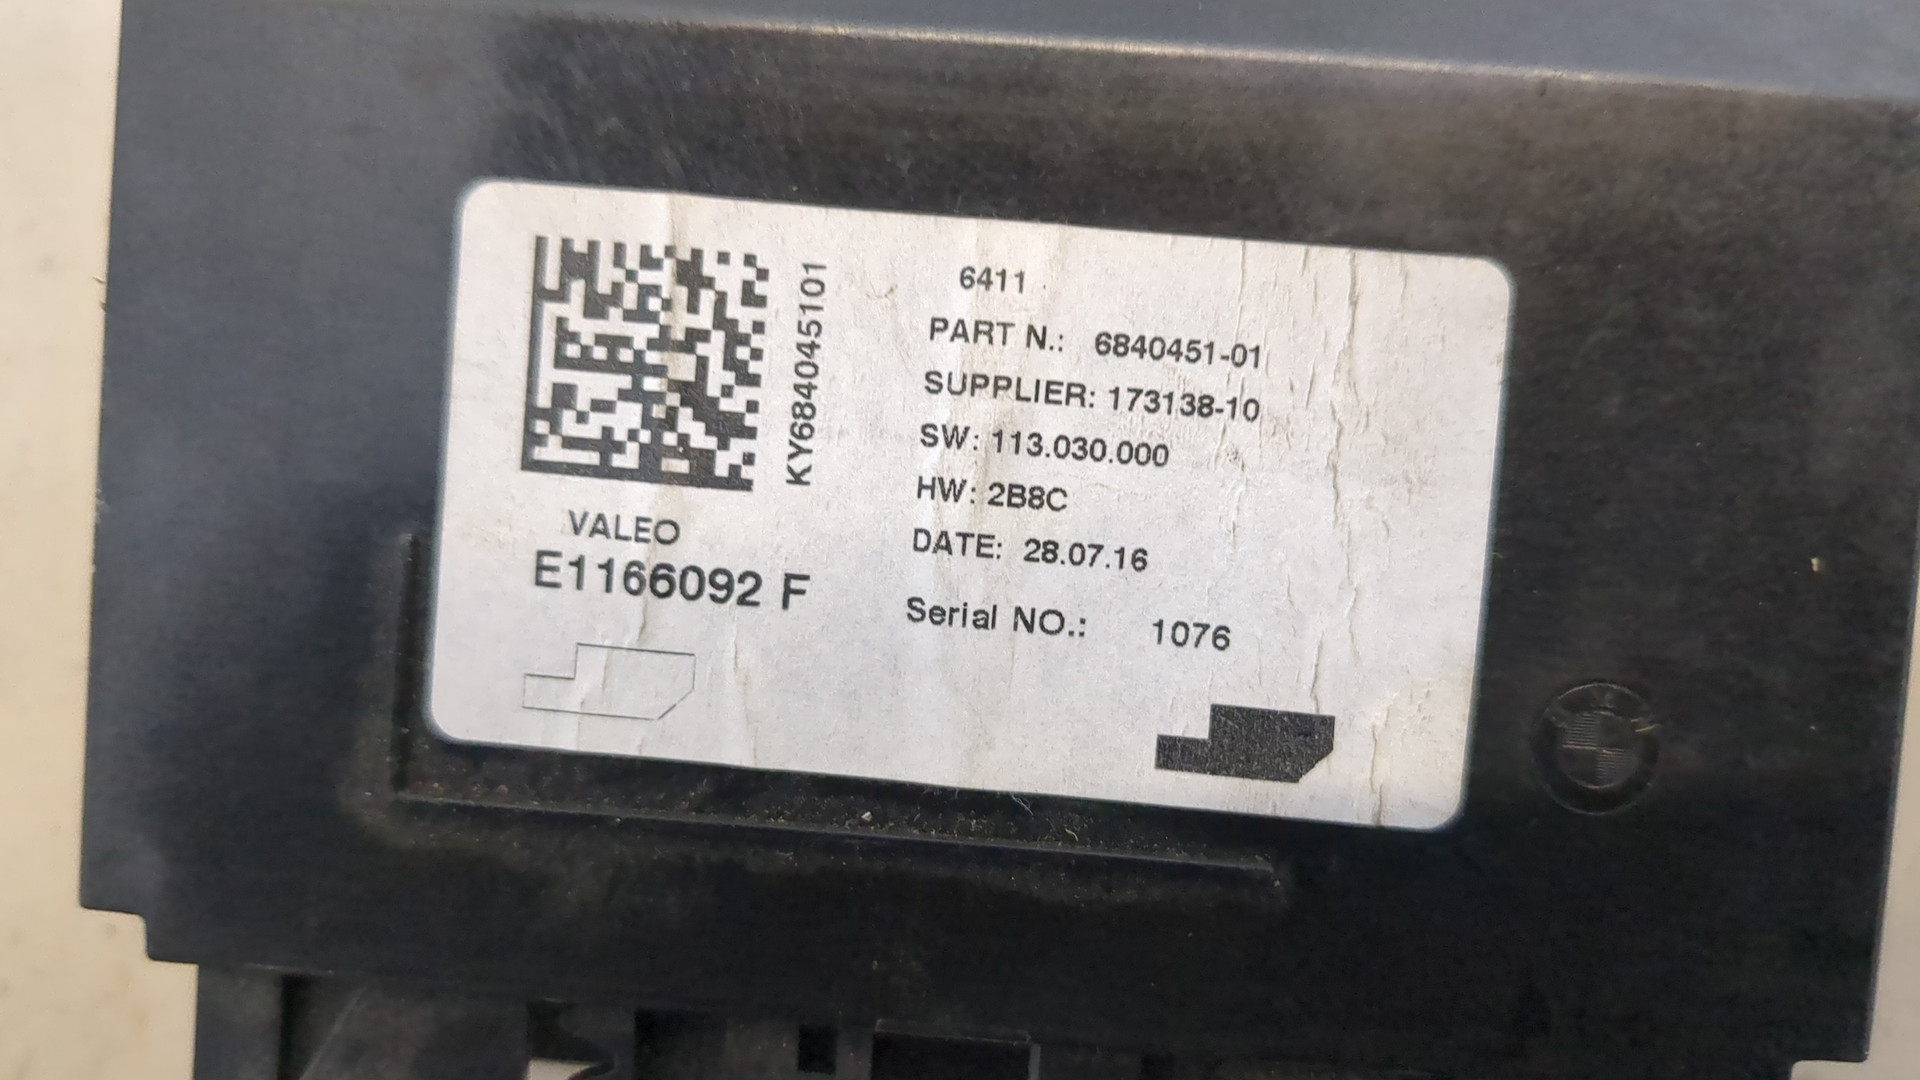 KY684045101
VALEO
E1166092 F
6411
PART N.: 6840451-01
SUPPLIER: 173138-10
SW: 113.030.000
HW: 2B8C
DATE: 28.07.16
Serial NO.: 1076